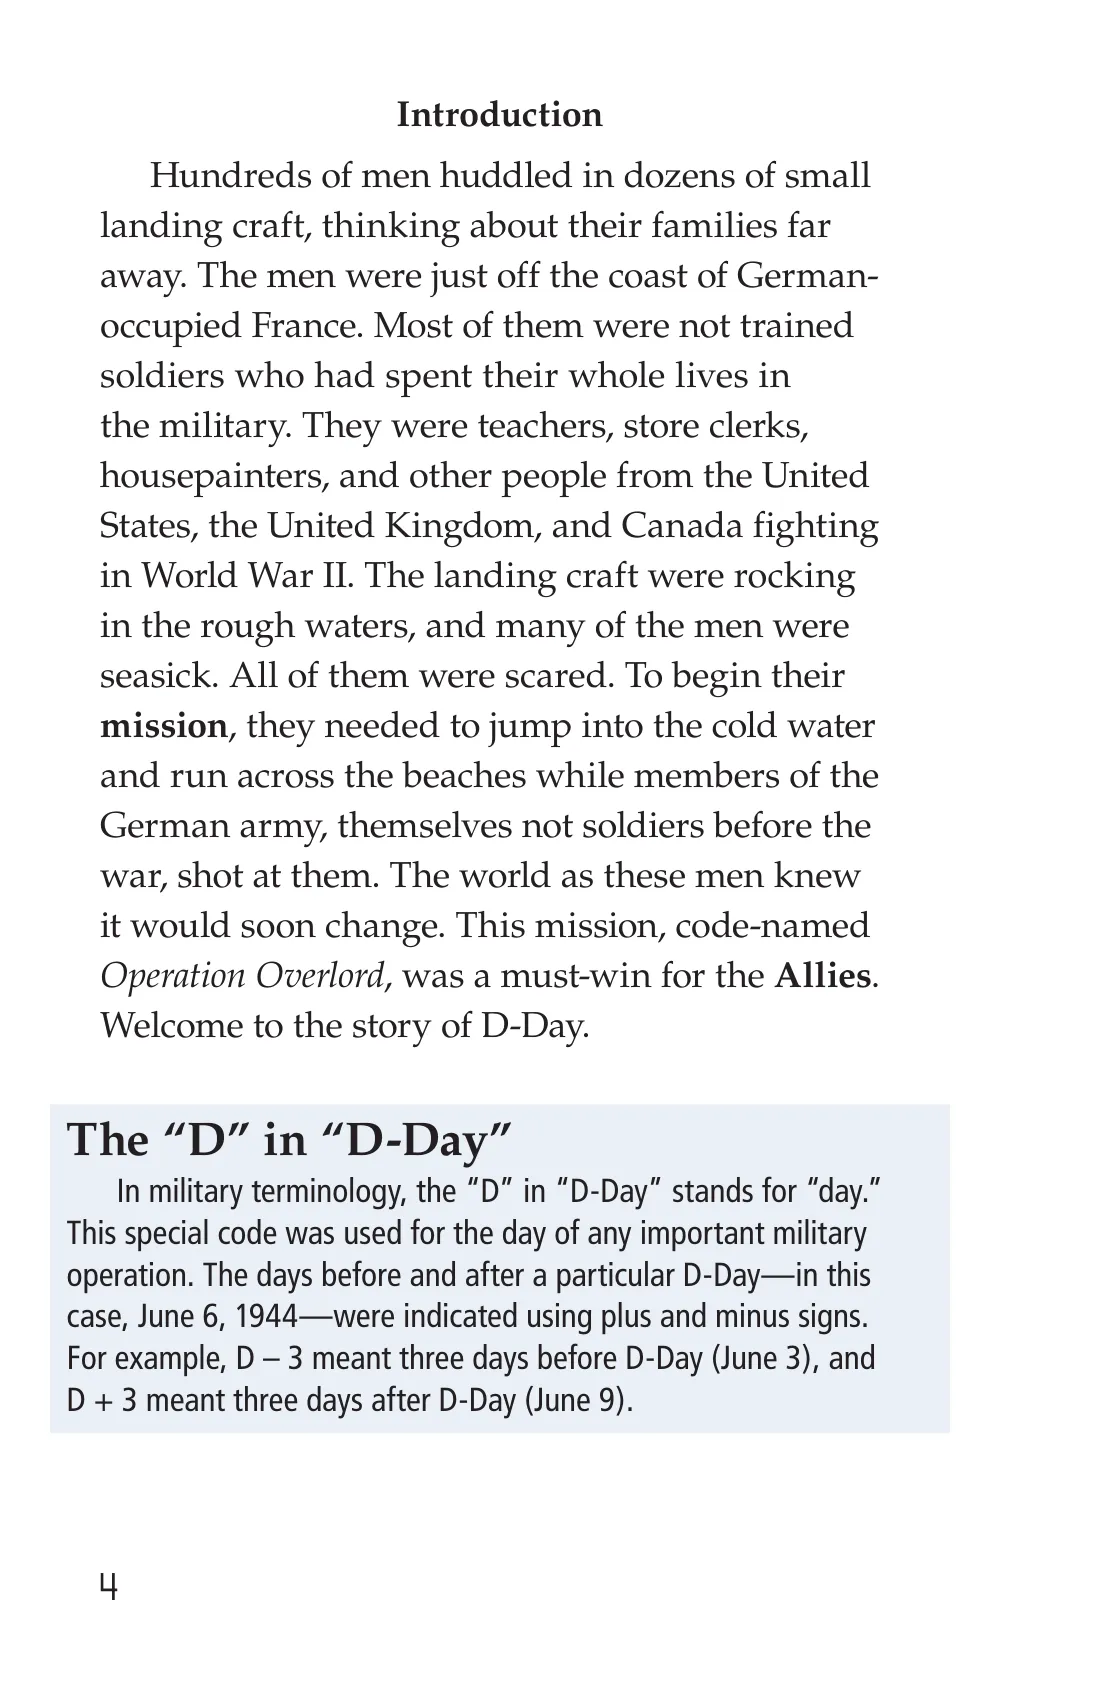 Introduction
Hundreds of men huddled in dozens of small
landing craft, thinking about their families far
away. The men were just off the coast of German-
occupied France. Most of them were not trained
soldiers who had spent their whole lives in
the military. They were teachers, store clerks,
housepainters, and other people from the United
States, the United Kingdom, and Canada fighting
in World War II. The landing craft were rocking
in the rough waters, and many of the men were
seasick. All of them were scared. To begin their
mission, they needed to jump into the cold water
and run across the beaches while members of the
German army, themselves not soldiers before the
war, shot at them. The world as these men knew
it would soon change. This mission, code-named
Operation Overlord, was a must-win for the Allies.
Welcome to the story of D-Day.
The “D” in “D-Day”
In military terminology, the “D” in “D-Day” stands for “day.”
This special code was used for the day of any important military
operation. The days before and after a particular D-Day—in this
case, June 6, 1944—were indicated using plus and minus signs.
For example, D – 3 meant three days before D-Day (June 3), and
D + 3 meant three days after D-Day (June 9).
4